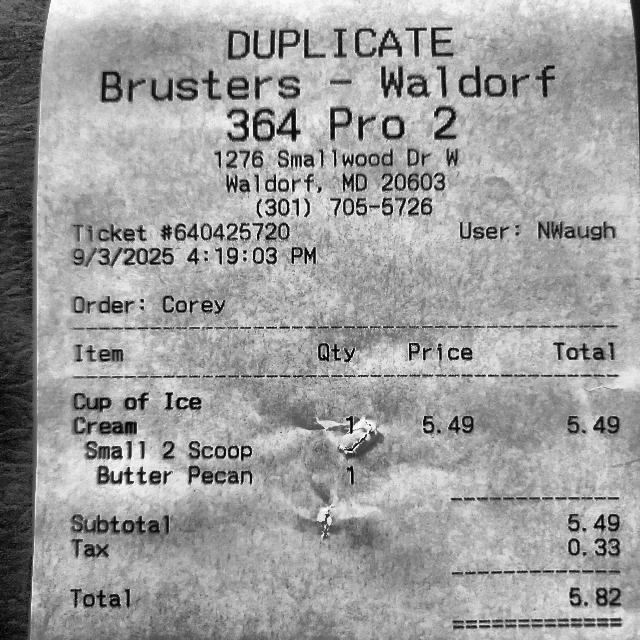 DUPLICATE
Brusters - Waldorf
364 Pro 2
1276 Smallwood Dr W
Waldorf, MD 20603
(301) 705-5726
Ticket #640425720 User: NWaugh
9/3/2025 4:19:03 PM
Order: Corey
Item Qty Price Total
Cup of Ice
Cream 1 5.49 5.49
Small 2 Scoop
Butter Pecan 1
Subtotal 5.49
Tax 0.33
Total 5.82